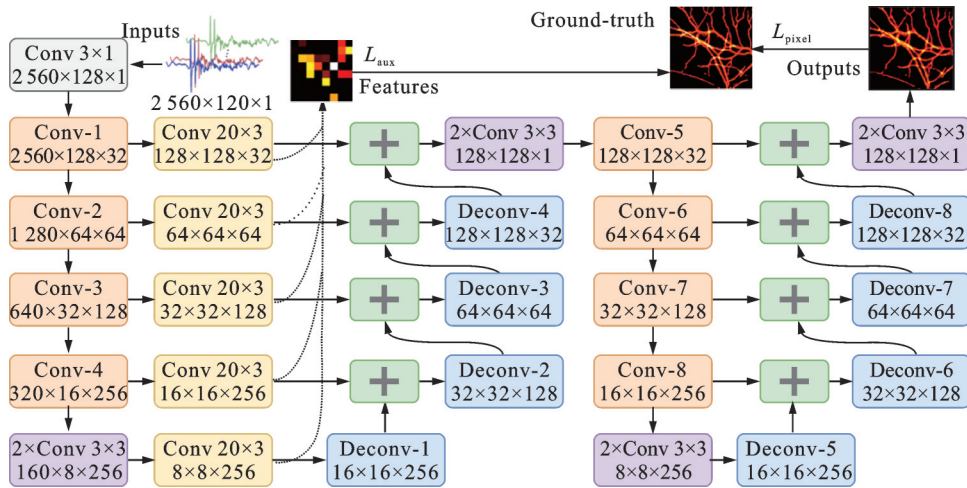 Inputs
Ground-truth
L pixel
Outputs
L aux
Features
Conv 3×1
2 560×128×1
2 560×120×1
Conv-1
2 560×128×32
Conv 20×3
128×128×32
+
2×Conv 3×3
128×128×1
Conv-5
128×128×32
+
2×Conv 3×3
128×128×1
Conv-2
1 280×64×64
Conv 20×3
64×64×64
+
Deconv-4
128×128×32
Conv-6
64×64×64
+
Deconv-8
128×128×32
Conv-3
640×32×128
Conv 20×3
32×32×128
+
Deconv-3
64×64×64
Conv-7
32×32×128
+
Deconv-7
64×64×64
Conv-4
320×16×256
Conv 20×3
16×16×256
+
Deconv-2
32×32×128
Conv-8
16×16×256
+
Deconv-6
32×32×128
2×Conv 3×3
160×8×256
Conv 20×3
8×8×256
Deconv-1
16×16×256
2×Conv 3×3
8×8×256
Deconv-5
16×16×256